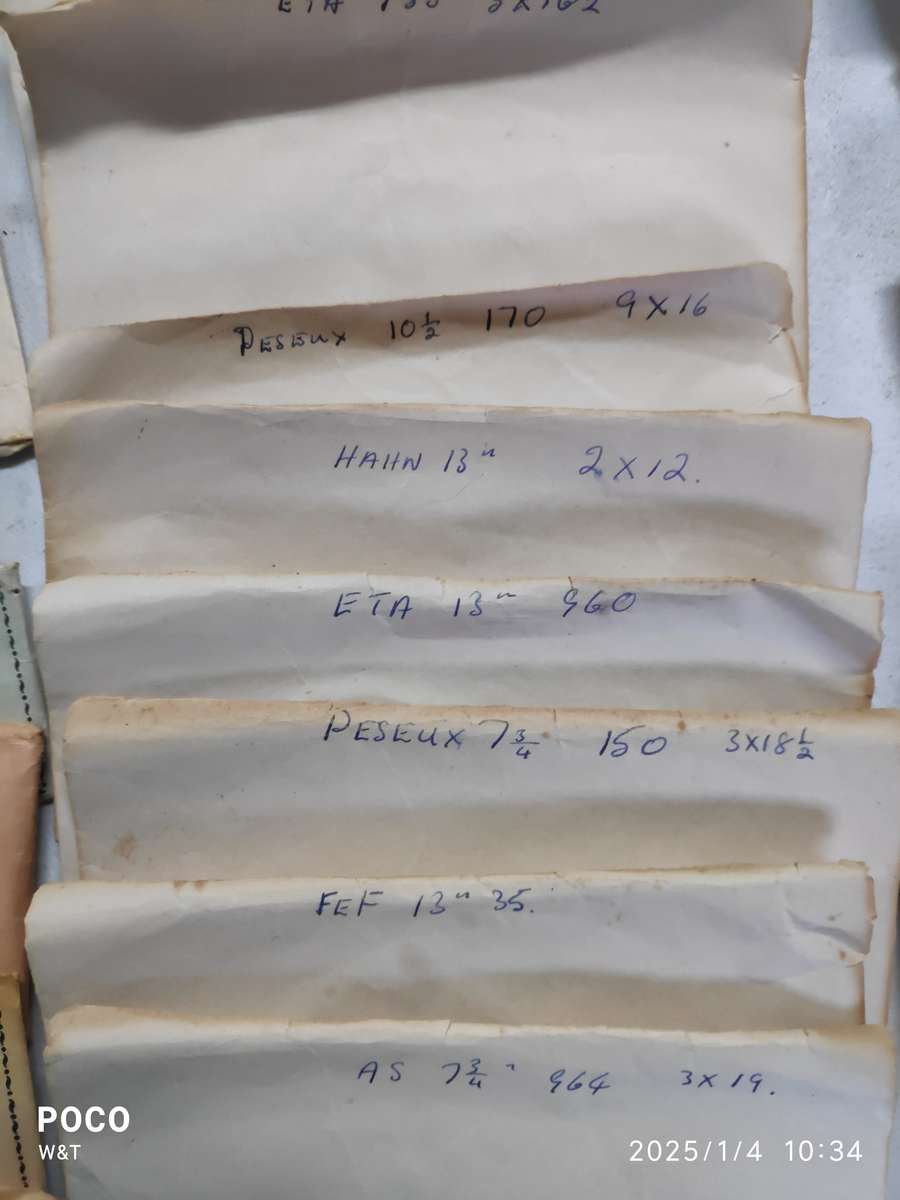 ETA
PESEUX 10½ 170 9X16
HAHN 13" 2X12.
ETA 13" 960
PESEUX 7¾ 150 3X18½
FEF 13" 35.
AS 7¾" 964 3X19.
POCO
W&T
2025/1/4 10:34